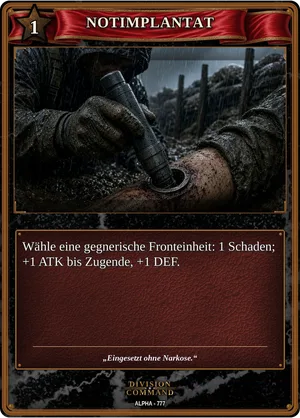 1
NOTIMPLANTAT
Wähle eine gegnerische Fronteinheit: 1 Schaden;
+1 ATK bis Zugende, +1 DEF.
„Eingesetzt ohne Narkose.“
DIVISION
COMMAND
ALPHA - 777